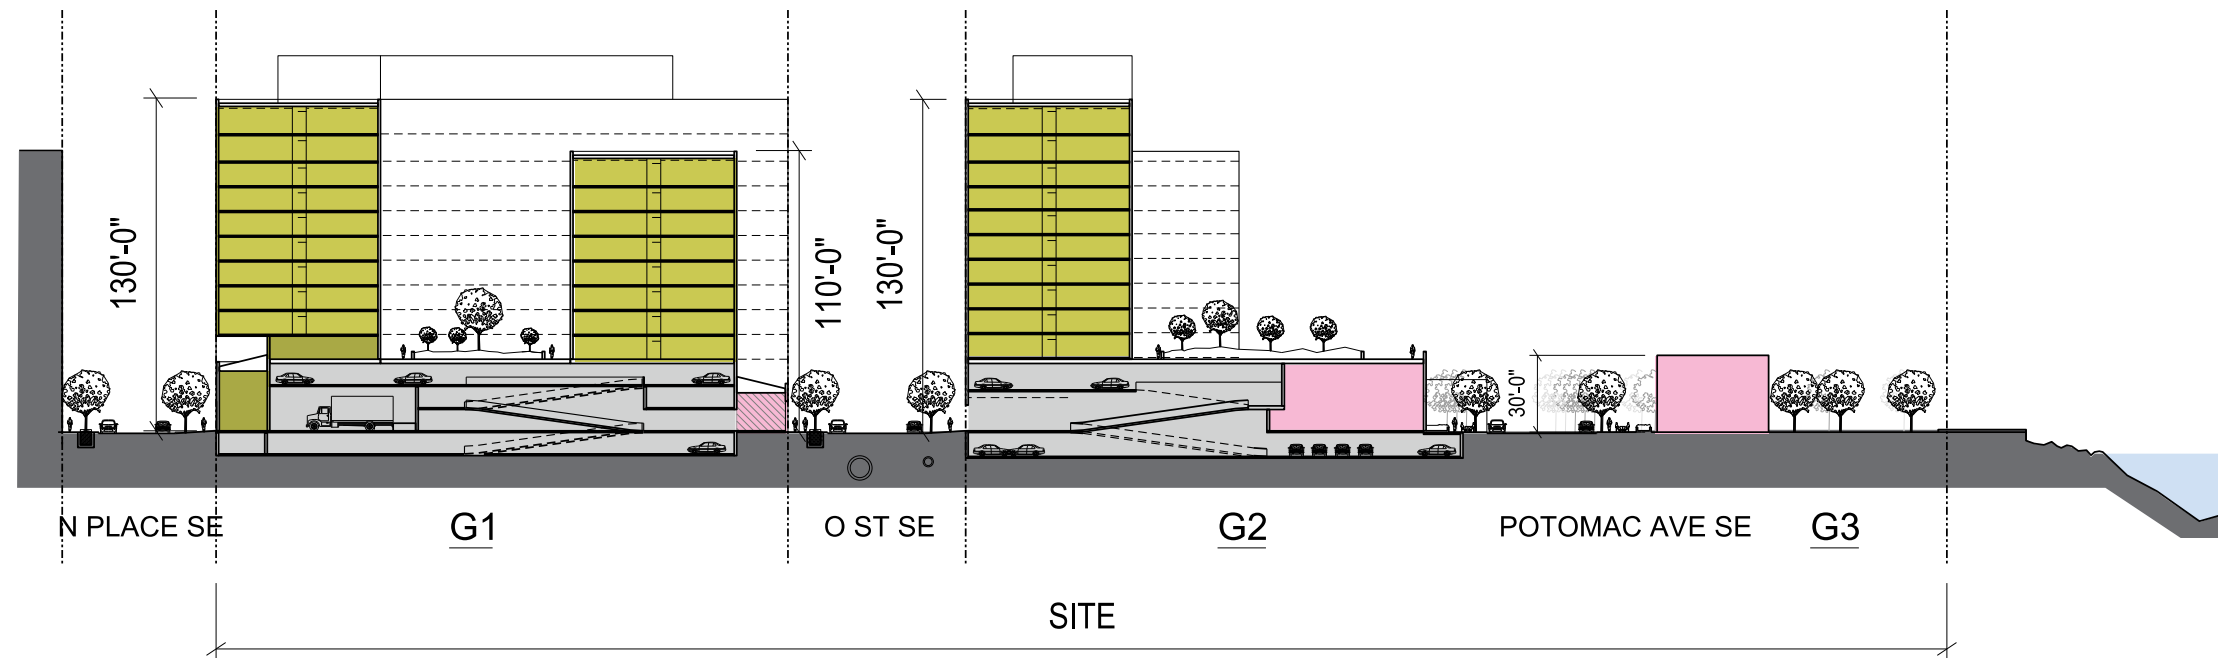 130'-0"
110'-0"
130'-0"
30'-0"
N PLACE SE
G1
O ST SE
G2
POTOMAC AVE SE
G3
SITE